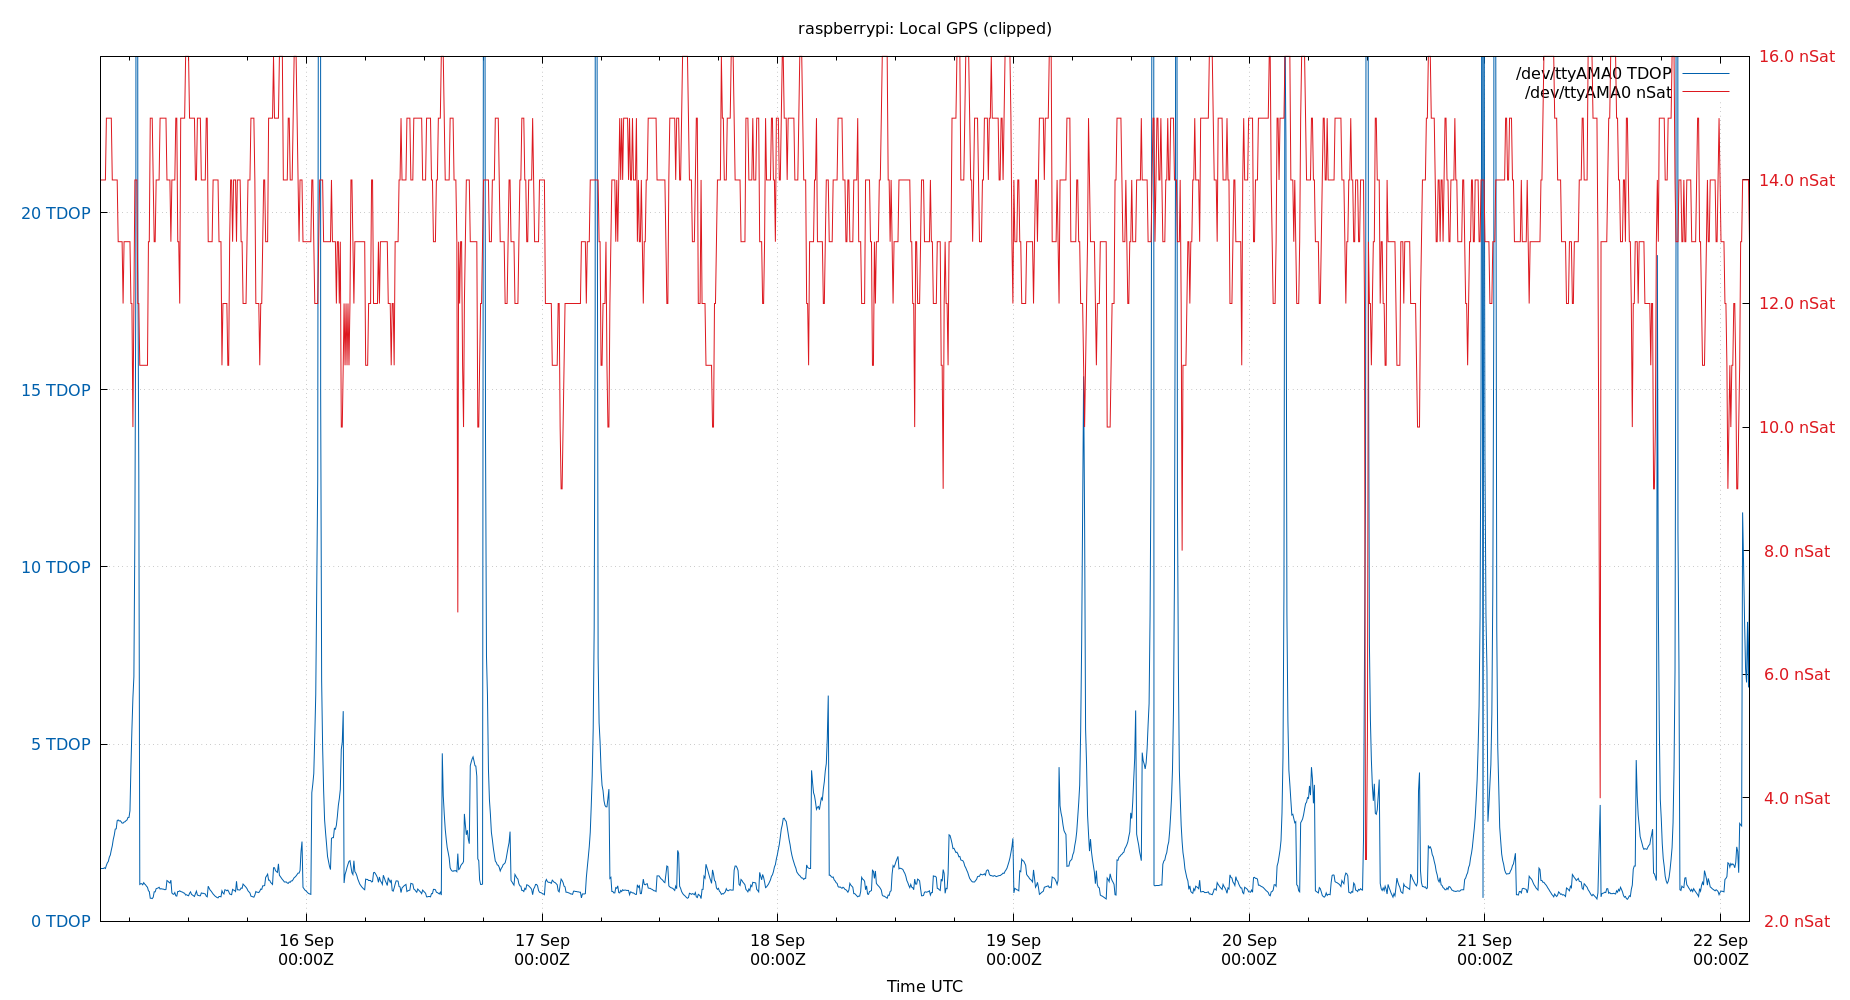 raspberrypi: Local GPS (clipped)
/dev/ttyAMA0 TDOP
/dev/ttyAMA0 nSat
20 TDOP
15 TDOP
10 TDOP
5 TDOP
0 TDOP
16.0 nSat
14.0 nSat
12.0 nSat
10.0 nSat
8.0 nSat
6.0 nSat
4.0 nSat
2.0 nSat
16 Sep
00:00Z
17 Sep
00:00Z
18 Sep
00:00Z
19 Sep
00:00Z
20 Sep
00:00Z
21 Sep
00:00Z
22 Sep
00:00Z
Time UTC